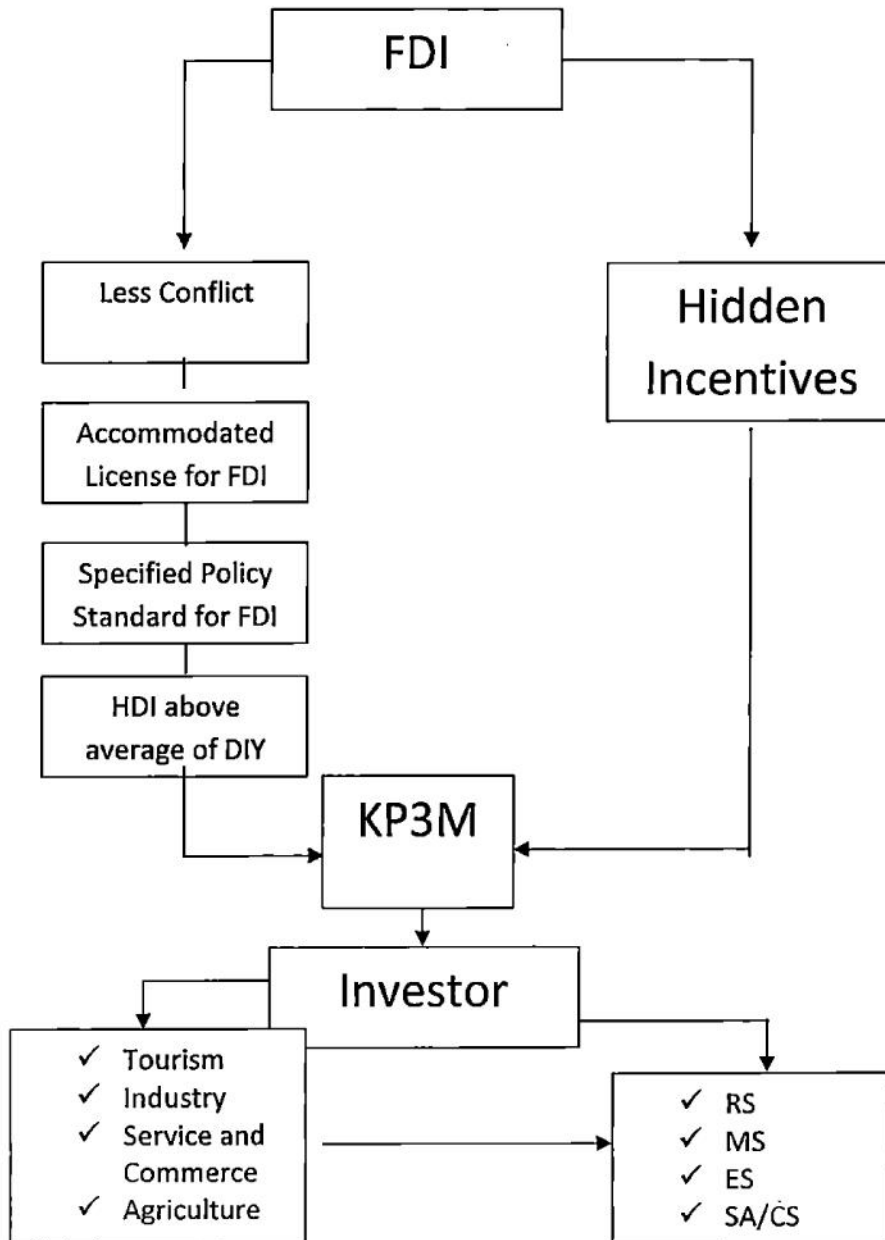 FDI
Less Conflict
Hidden
Incentives
Accommodated
License for FDI
Specified Policy
Standard for FDI
HDI above
average of DIY
KP3M
Investor
✓ Tourism
✓ Industry
✓ Service and
Commerce
✓ Agriculture
✓ RS
✓ MS
✓ ES
✓ SA/CS